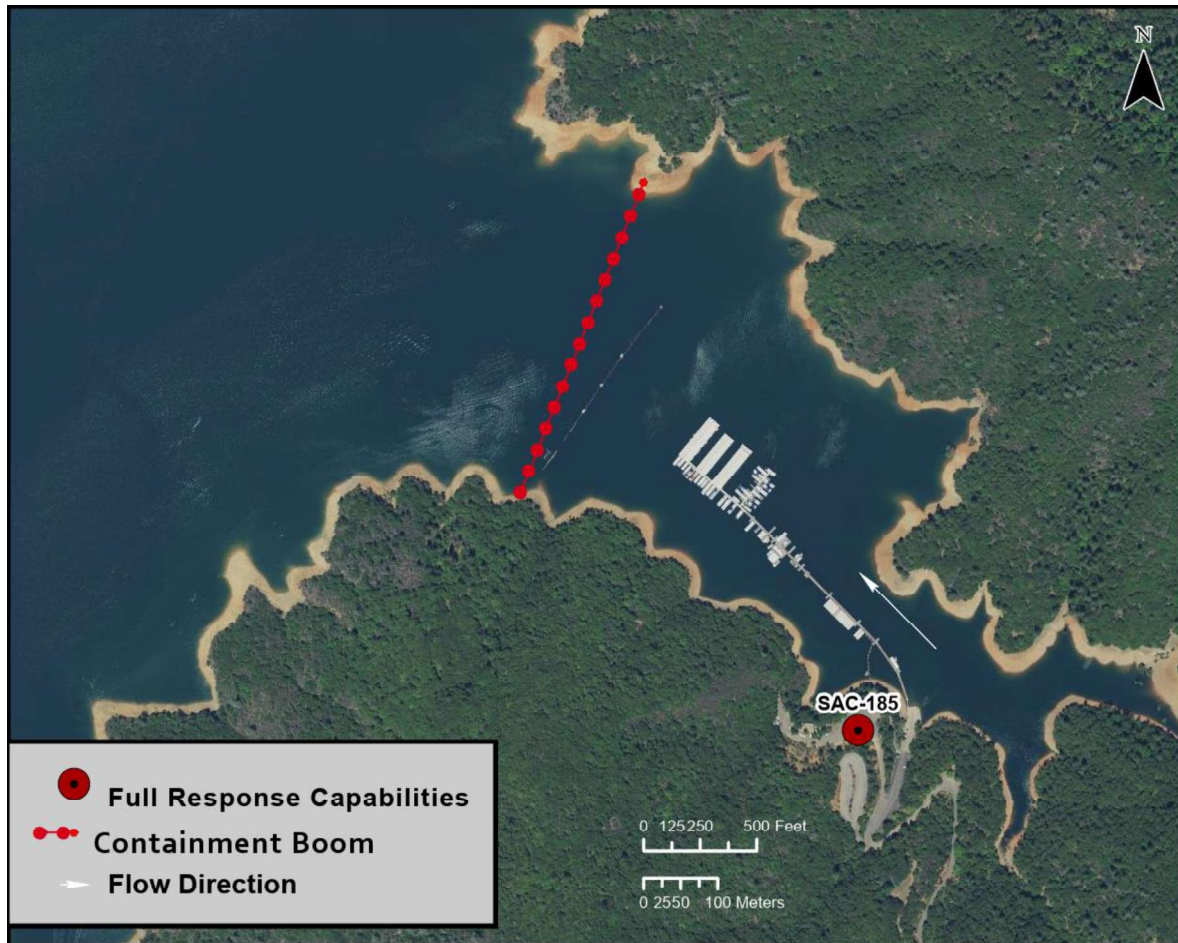 N
SAC-185
Full Response Capabilities
Containment Boom
Flow Direction
0 125250 500 Feet
0 2550 100 Meters